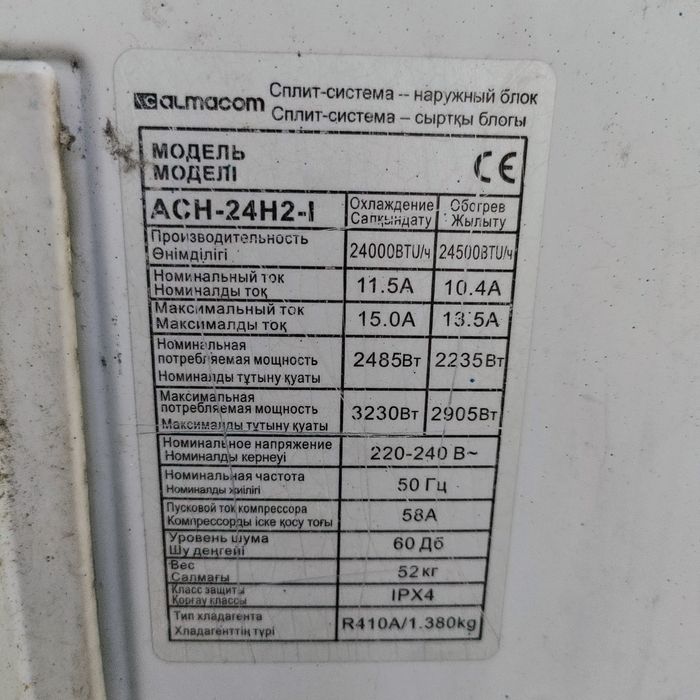 almacom Сплит-система – наружный блок
Сплит-система – сыртқы блогы
МОДЕЛЬ
МОДЕЛІ
CE
ACH-24H2-I
Охлаждение Обогрев
Салқындату Жылыту
Производительность
Өнімділігі
24000BTU/ч 24500BTU/ч
Номинальный ток
Номиналды тоқ
11.5A 10.4A
Максимальный ток
Максималды тоқ
15.0A 13.5A
Номинальная
потребляемая мощность
Номиналды тұтыну қуаты
2485Вт 2235Вт
Максимальная
потребляемая мощность
Максималды тұтыну қуаты
3230Вт 2905Вт
Номинальное напряжение
Номиналды кернеуі
220-240 В~
Номинальная частота
Номиналды жиілігі
50 Гц
Пусковой ток компрессора
Компрессорды іске қосу тоғы
58A
Уровень шума
Шу деңгейі
60 Дб
Вес
Салмағы
52 кг
Класс защиты
Қорғау классы
IPX4
Тип хладагента
Хладагенттің түрі
R410A/1.380kg